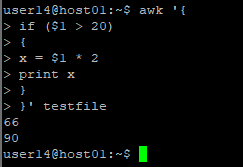 user14@host01:~$ awk '{
> if ($1 > 20)
> {
> x = $1 * 2
> print x
> }
> }' testfile
66
90
user14@host01:~$